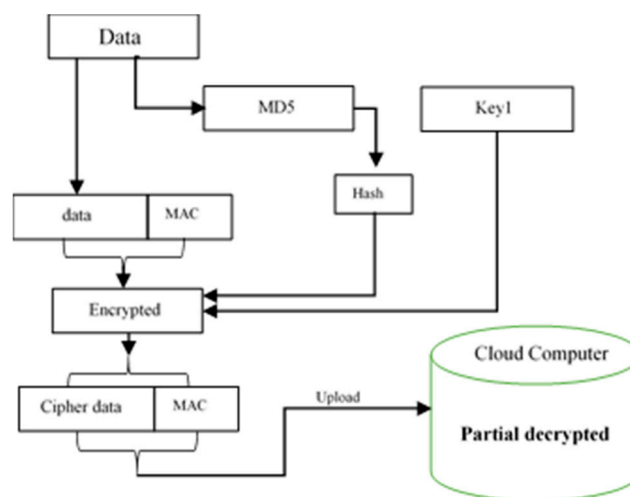 Data
MD5
Key1
Hash
data
MAC
Encrypted
Cipher data
MAC
Upload
Cloud Computer
Partial decrypted